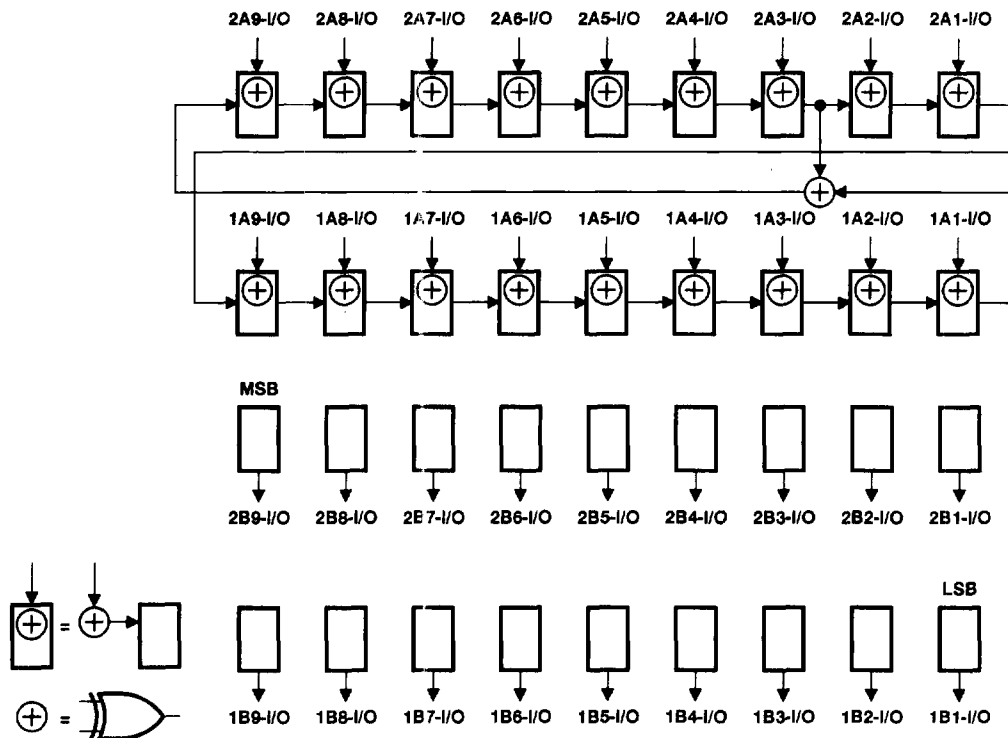 2A9-I/O 2A8-I/O 2A7-I/O 2A6-I/O 2A5-I/O 2A4-I/O 2A3-I/O 2A2-I/O 2A1-I/O
1A9-I/O 1A8-I/O 1A7-I/O 1A6-I/O 1A5-I/O 1A4-I/O 1A3-I/O 1A2-I/O 1A1-I/O
MSB
2B9-I/O 2B8-I/O 2B7-I/O 2B6-I/O 2B5-I/O 2B4-I/O 2B3-I/O 2B2-I/O 2B1-I/O
LSB
=
=
1B9-I/O 1B8-I/O 1B7-I/O 1B6-I/O 1B5-I/O 1B4-I/O 1B3-I/O 1B2-I/O 1B1-I/O